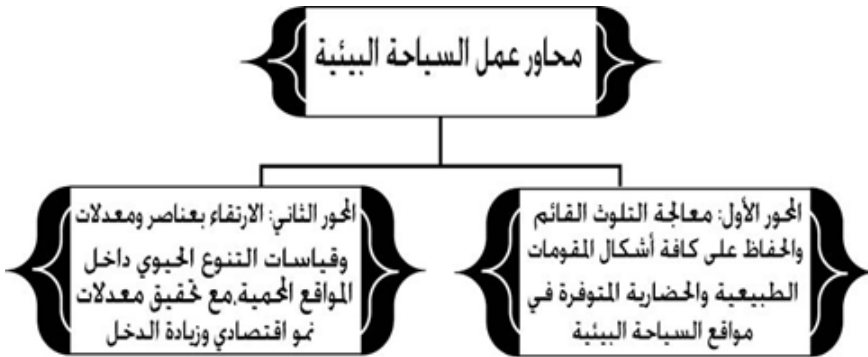 محاور عمل السياحة البيئية
المحور الأول: معالجة التلوث القائم
والحفاظ على كافة أشكال المقومات
الطبيعية والحضارية المتوفرة في
مواقع السياحة البيئية
المحور الثاني: الارتقاء بعناصر ومعدلات
وقياسات التنوع الحيوي داخل
المواقع المحمية،مع تحقيق معدلات
نمو اقتصادي وزيادة الدخل